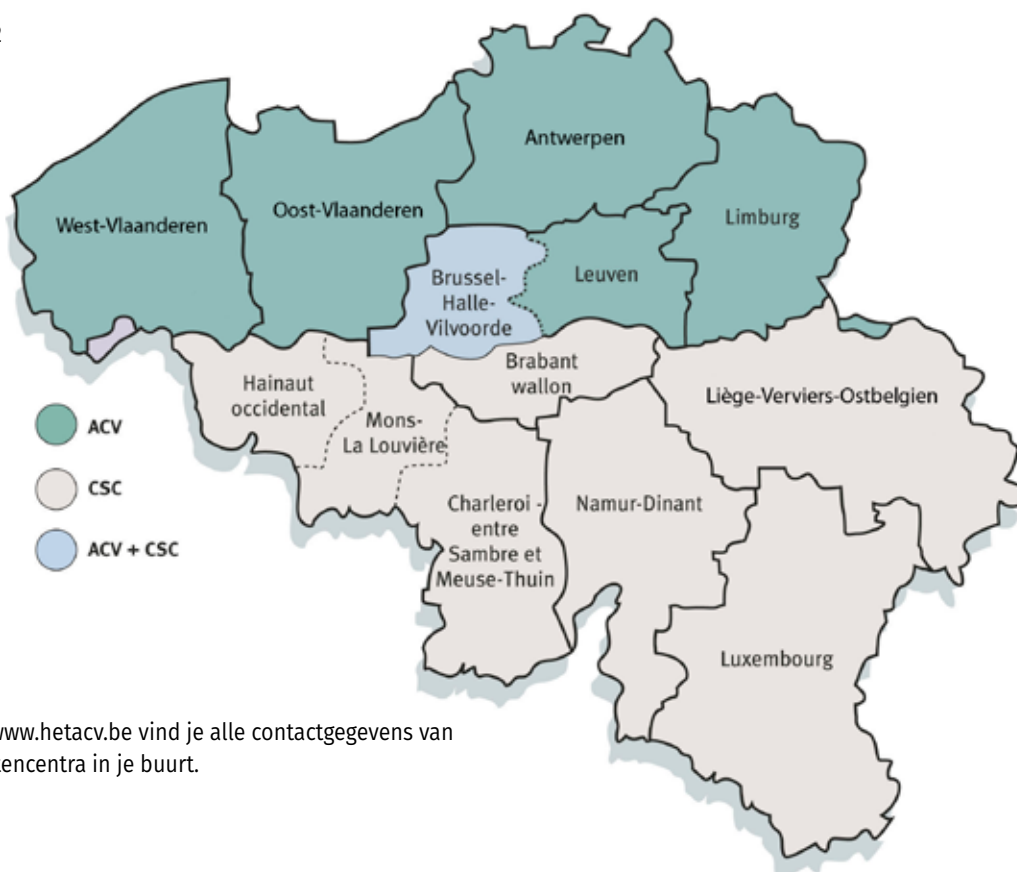 Antwerpen
West-Vlaanderen
Oost-Vlaanderen
Limburg
Brussel-
Halle-
Vilvoorde
Leuven
Brabant
wallon
Hainaut
occidental
Mons-
La Louvière
Liège-Verviers-Ostbelgien
Charleroi -
entre
Sambre et
Meuse-Thuin
Namur-Dinant
Luxembourg
ACV
CSC
ACV + CSC
www.hetacv.be vind je alle contactgegevens van
encentra in je buurt.